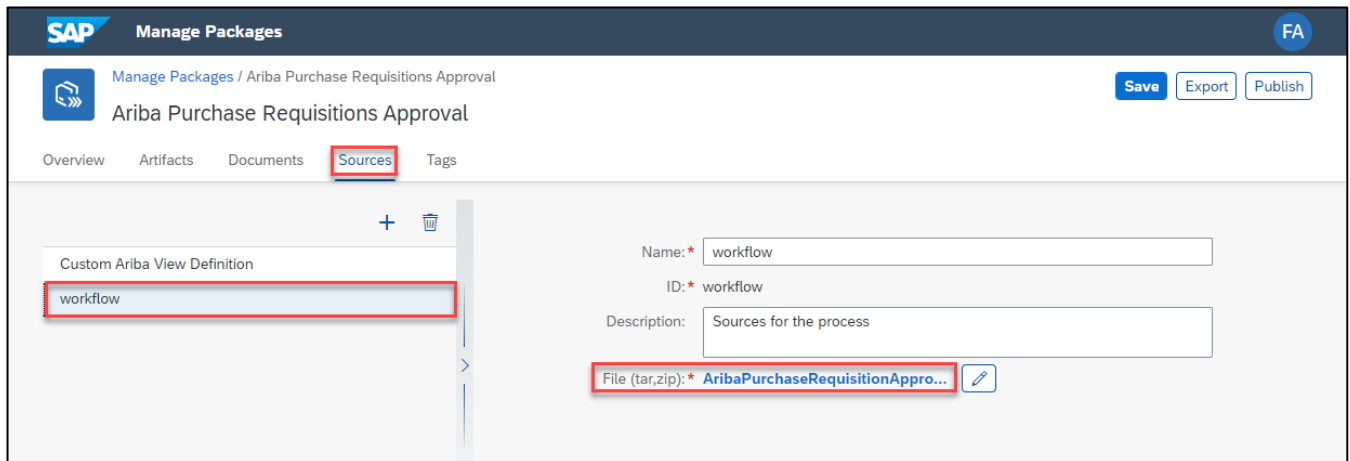 SAP Manage Packages FA
Manage Packages / Ariba Purchase Requisitions Approval
Ariba Purchase Requisitions Approval
Save Export Publish
Overview Artifacts Documents Sources Tags
Custom Ariba View Definition
workflow
Name:* workflow
ID:* workflow
Description: Sources for the process
File (tar,zip):* AribaPurchaseRequisitionAppro...